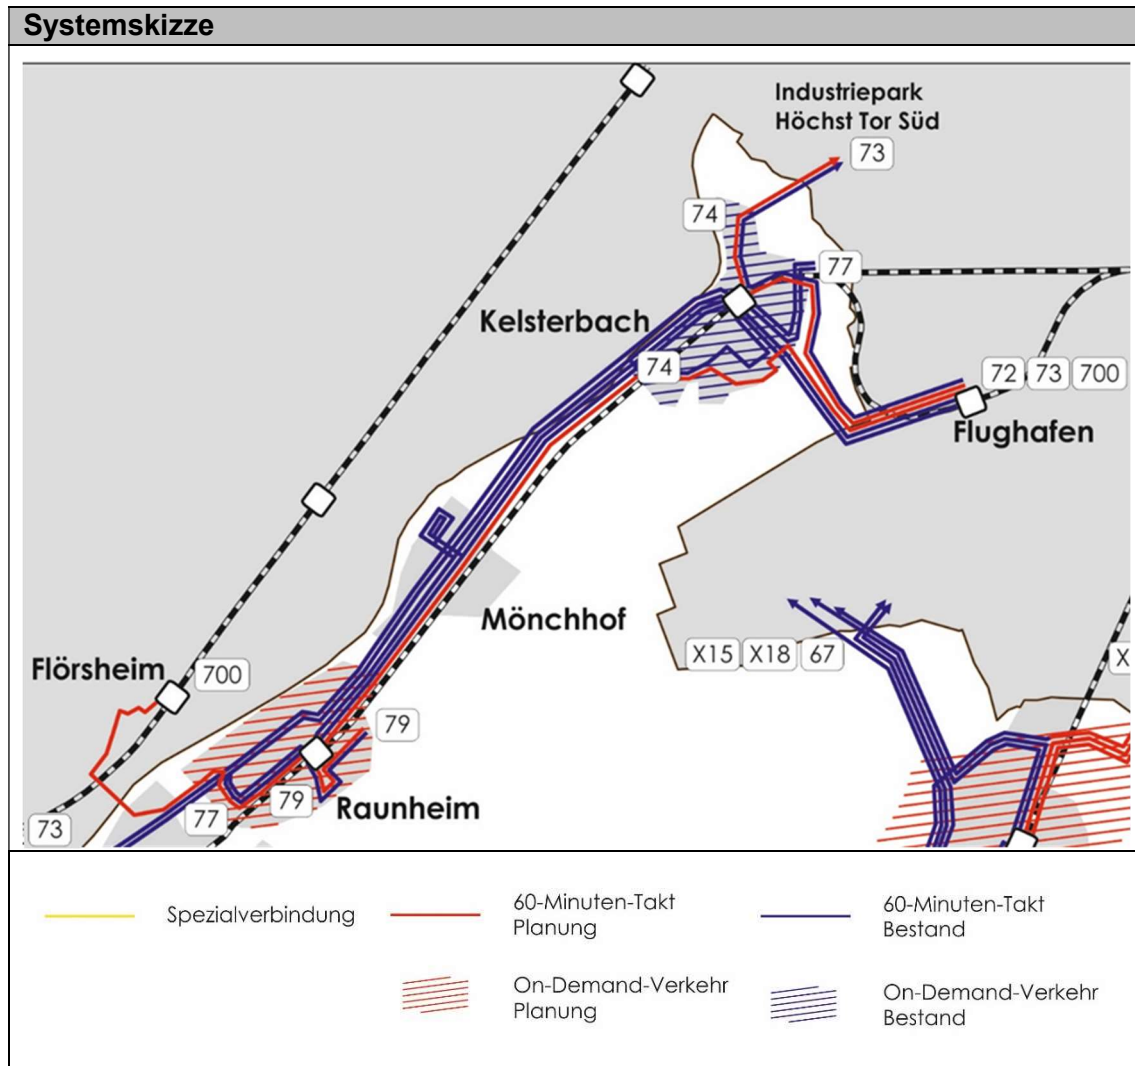 Systemskizze
Industriepark
Höchst Tor Süd
73
74
77
Kelsterbach
74
72 73 700
Flughafen
Mönchhof
X15 X18 67
X
Flörsheim
700
79
79
77
Raunheim
73
Spezialverbindung
60-Minuten-Takt
Planung
60-Minuten-Takt
Bestand
On-Demand-Verkehr
Planung
On-Demand-Verkehr
Bestand